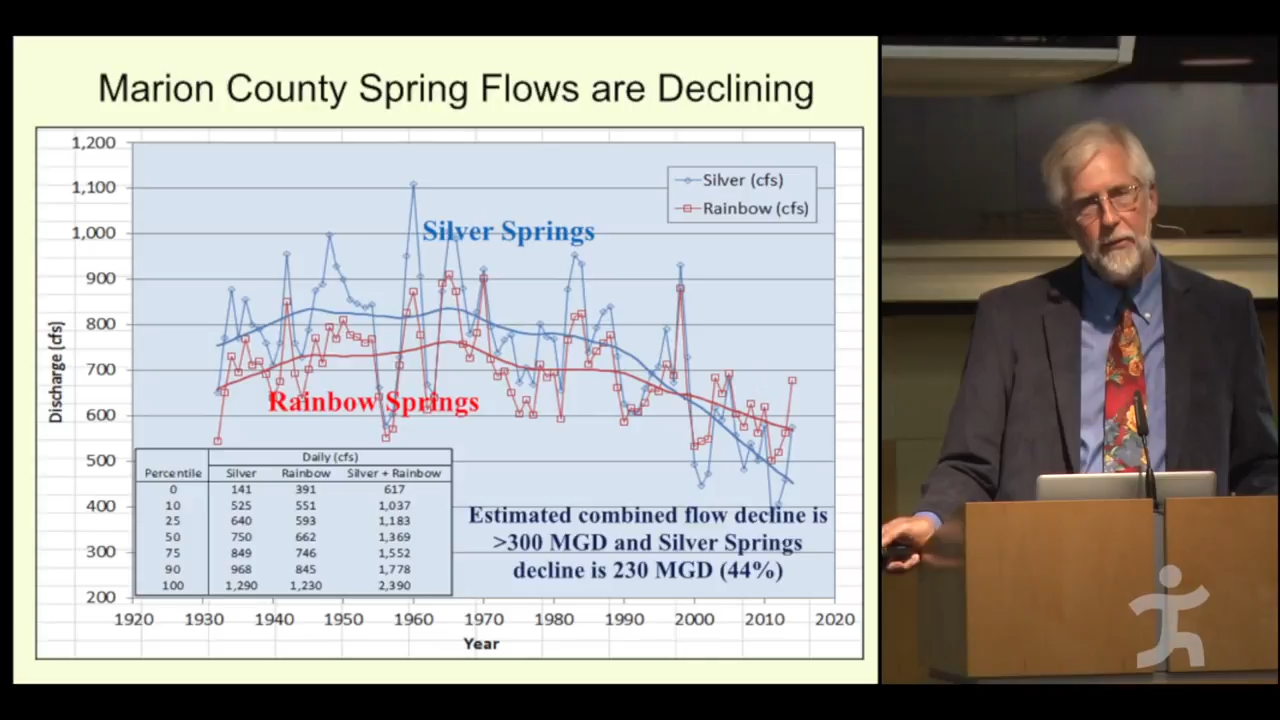 Marion County Spring Flows are Declining
1,200
1,100
1,000
900
800
700
600
500
400
300
200
Discharge (cfs)
Silver (cfs)
Rainbow (cfs)
Silver Springs
Rainbow Springs
Daily (cfs)
Percentile Silver Rainbow Silver + Rainbow
0 141 391 617
10 525 551 1,037
25 640 593 1,183
50 750 662 1,369
75 849 746 1,552
90 968 845 1,778
100 1,290 1,230 2,390
Estimated combined flow decline is
>300 MGD and Silver Springs
decline is 230 MGD (44%)
1920 1930 1940 1950 1960 1970 1980 1990 2000 2010 2020
Year